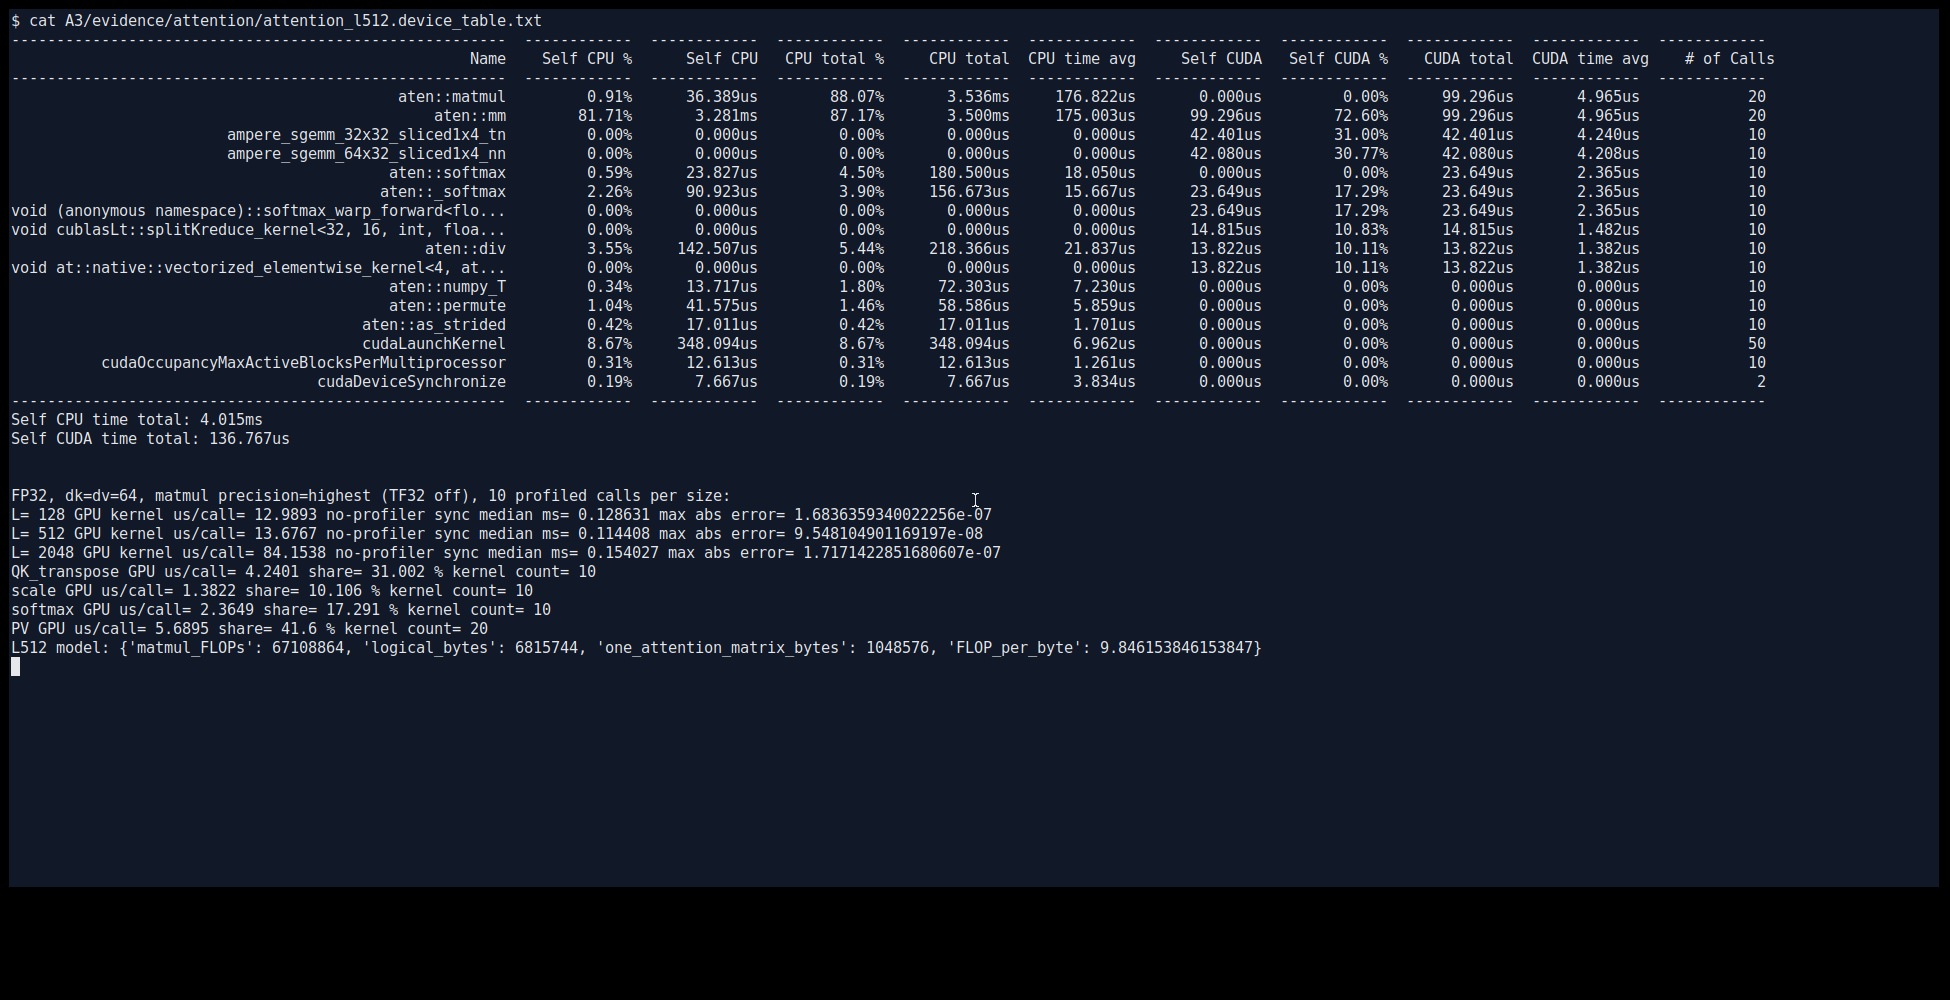 $ cat A3/evidence/attention/attention_l512.device_table.txt
-------------------------------------------------------  ------------  ------------  ------------  ------------  ------------  ------------  ------------  ------------  ------------  ------------
Name    Self CPU %      Self CPU   CPU total %     CPU total  CPU time avg     Self CUDA   Self CUDA %    CUDA total  CUDA time avg    # of Calls
-------------------------------------------------------  ------------  ------------  ------------  ------------  ------------  ------------  ------------  ------------  ------------  ------------
aten::matmul         0.91%      36.389us        88.07%       3.536ms     176.822us       0.000us         0.00%      99.296us       4.965us            20
aten::mm        81.71%       3.281ms        87.17%       3.500ms     175.003us      99.296us        72.60%      99.296us       4.965us            20
ampere_sgemm_32x32_sliced1x4_tn         0.00%       0.000us         0.00%       0.000us       0.000us      42.401us        31.00%      42.401us       4.240us            10
ampere_sgemm_64x32_sliced1x4_nn         0.00%       0.000us         0.00%       0.000us       0.000us      42.080us        30.77%      42.080us       4.208us            10
aten::softmax         0.59%      23.827us         4.50%     180.500us      18.050us       0.000us         0.00%      23.649us       2.365us            10
aten::_softmax         2.26%      90.923us         3.90%     156.673us      15.667us      23.649us        17.29%      23.649us       2.365us            10
void (anonymous namespace)::softmax_warp_forward<flo...         0.00%       0.000us         0.00%       0.000us       0.000us      23.649us        17.29%      23.649us       2.365us            10
void cublasLt::splitKreduce_kernel<32, 16, int, floa...         0.00%       0.000us         0.00%       0.000us       0.000us      14.815us        10.83%      14.815us       1.482us            10
aten::div         3.55%     142.507us         5.44%     218.366us      21.837us      13.822us        10.11%      13.822us       1.382us            10
void at::native::vectorized_elementwise_kernel<4, at...         0.00%       0.000us         0.00%       0.000us       0.000us      13.822us        10.11%      13.822us       1.382us            10
aten::numpy_T         0.34%      13.717us         1.80%      72.303us       7.230us       0.000us         0.00%       0.000us       0.000us            10
aten::permute         1.04%      41.575us         1.46%      58.586us       5.859us       0.000us         0.00%       0.000us       0.000us            10
aten::as_strided         0.42%      17.011us         0.42%      17.011us       1.701us       0.000us         0.00%       0.000us       0.000us            10
cudaLaunchKernel         8.67%     348.094us         8.67%     348.094us       6.962us       0.000us         0.00%       0.000us       0.000us            50
cudaOccupancyMaxActiveBlocksPerMultiprocessor         0.31%      12.613us         0.31%      12.613us       1.261us       0.000us         0.00%       0.000us       0.000us            10
cudaDeviceSynchronize         0.19%       7.667us         0.19%       7.667us       3.834us       0.000us         0.00%       0.000us       0.000us             2
-------------------------------------------------------  ------------  ------------  ------------  ------------  ------------  ------------  ------------  ------------  ------------  ------------
Self CPU time total: 4.015ms
Self CUDA time total: 136.767us
FP32, dk=dv=64, matmul precision=highest (TF32 off), 10 profiled calls per size:
L= 128 GPU kernel us/call= 12.9893 no-profiler sync median ms= 0.128631 max abs error= 1.6836359340022256e-07
L= 512 GPU kernel us/call= 13.6767 no-profiler sync median ms= 0.114408 max abs error= 9.548104901169197e-08
L= 2048 GPU kernel us/call= 84.1538 no-profiler sync median ms= 0.154027 max abs error= 1.7171422851680607e-07
QK_transpose GPU us/call= 4.2401 share= 31.002 % kernel count= 10
scale GPU us/call= 1.3822 share= 10.106 % kernel count= 10
softmax GPU us/call= 2.3649 share= 17.291 % kernel count= 10
PV GPU us/call= 5.6895 share= 41.6 % kernel count= 20
L512 model: {'matmul_FLOPs': 67108864, 'logical_bytes': 6815744, 'one_attention_matrix_bytes': 1048576, 'FLOP_per_byte': 9.846153846153847}